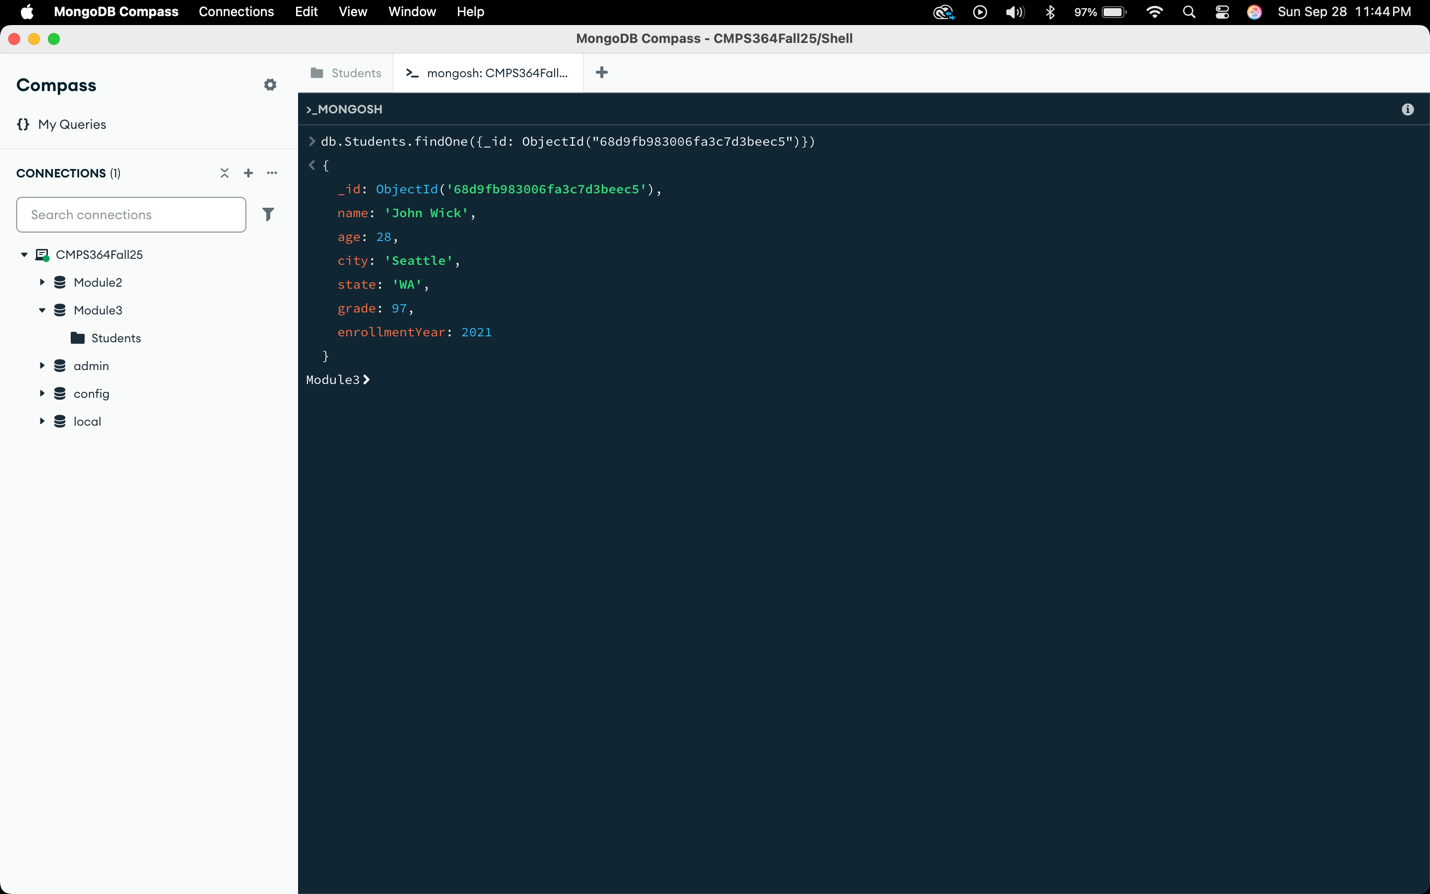 MongoDB Compass Connections Edit View Window Help 97% Sun Sep 28 11:44 PM
MongoDB Compass - CMPS364Fall25/Shell
Compass
{} My Queries
CONNECTIONS (1)
Search connections
CMPS364Fall25
Module2
Module3
Students
admin
config
local
Students
mongosh: CMPS364Fall...
>_MONGOSH
> db.Students.findOne({_id: ObjectId("68d9fb983006fa3c7d3beec5")})
< {
_id: ObjectId('68d9fb983006fa3c7d3beec5'),
name: 'John Wick',
age: 28,
city: 'Seattle',
state: 'WA',
grade: 97,
enrollmentYear: 2021
}
Module3>